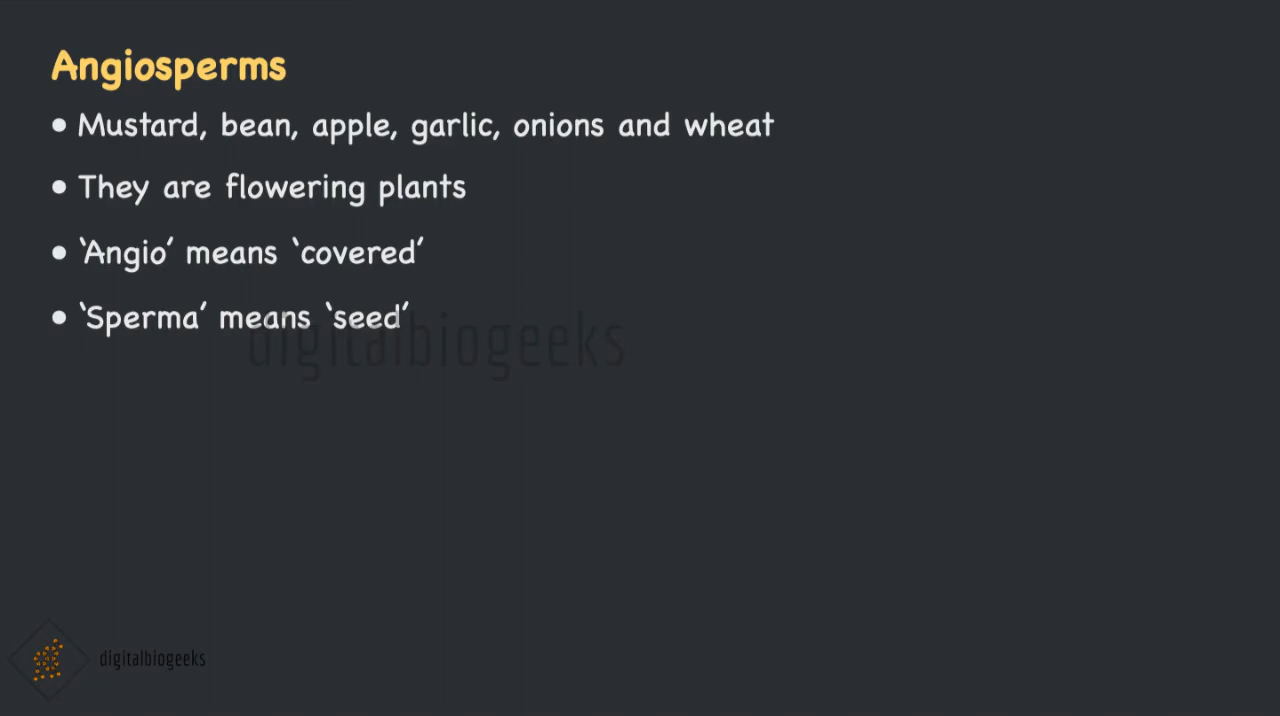 Angiosperms
• Mustard, bean, apple, garlic, onions and wheat
• They are flowering plants
• ‘Angio’ means ‘covered’
• ‘Sperma’ means ‘seed’
digitalbiogeeks
digitalbiogeeks